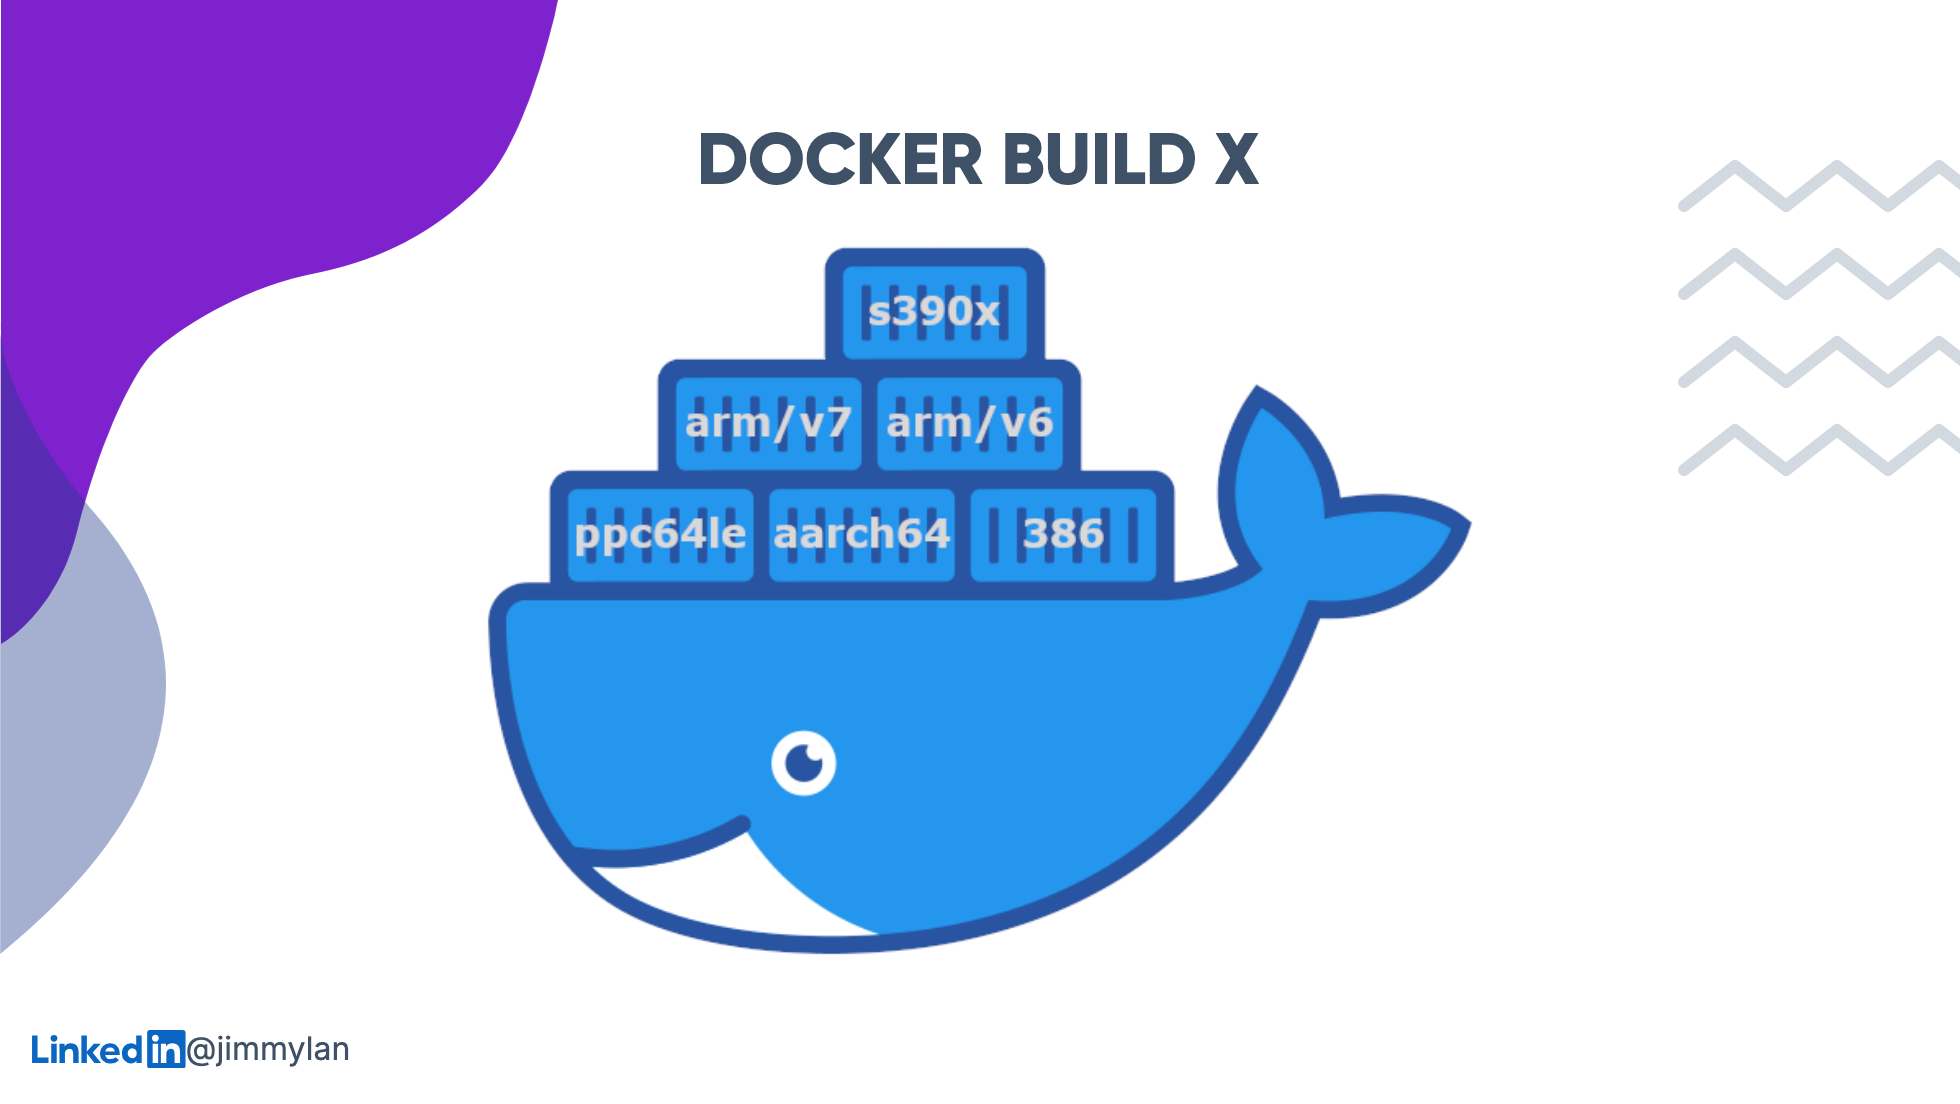 DOCKER BUILD X
s390x
arm/v7 arm/v6
ppc64le aarch64 386
Linkedin@jimmylan